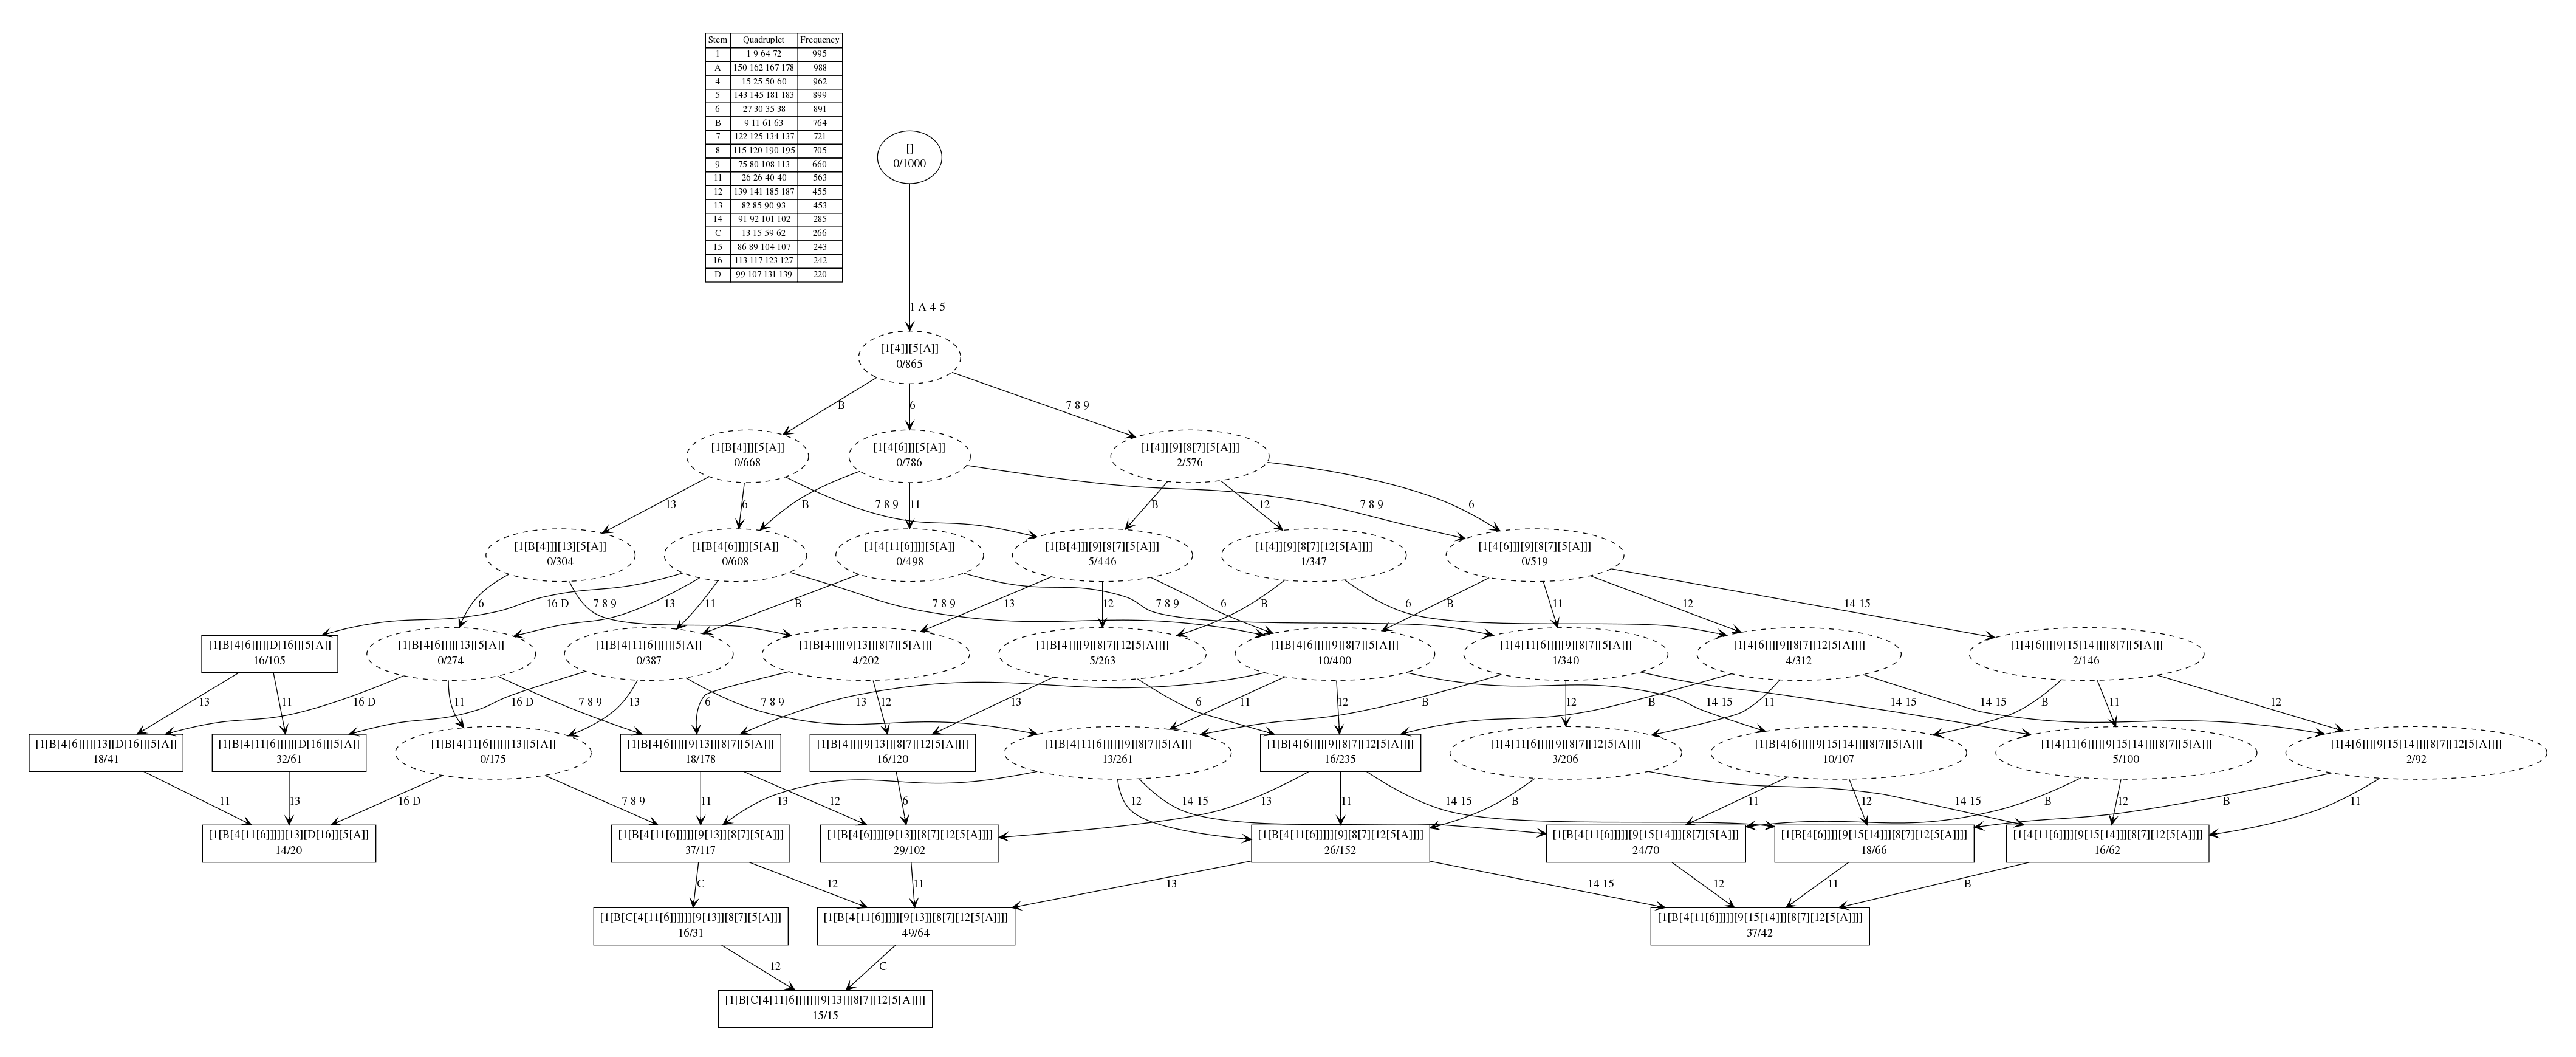 Stem Quadruplet Frequency
1 1 9 64 72 995
A 150 162 167 178 988
4 15 25 50 60 962
5 143 145 181 183 899
6 27 30 35 38 891
B 9 11 61 63 764
7 122 125 134 137 721
8 115 120 190 195 705
9 75 80 108 113 660
11 26 26 40 40 563
12 139 141 185 187 455
13 82 85 90 93 453
14 91 92 101 102 285
C 13 15 59 62 266
15 86 89 104 107 243
16 113 117 123 127 242
D 99 107 131 139 220
[]
0/1000
1 A 4 5
[1[4]][5[A]]
0/865
B 6 7 8 9
[1[B[4]]][5[A]]
0/668
[1[4[6]]][5[A]]
0/786
[1[4]][9][8[7][5[A]]]
2/576
13 6 7 8 9 B 11 7 8 9 B 12 6
[1[B[4]]][13][5[A]]
0/304
[1[B[4[6]]]][5[A]]
0/608
[1[4[11[6]]]][5[A]]
0/498
[1[B[4]]][9][8[7][5[A]]]
5/446
[1[4]][9][8[7][12[5[A]]]]
1/347
[1[4[6]]][9][8[7][5[A]]]
0/519
6 16 D 7 8 9 13 11 B 7 8 9 7 8 9 13 12 6 B 6 B 11 12 14 15
[1[B[4[6]]]][D[16]][5[A]]
16/105
[1[B[4[6]]]][13][5[A]]
0/274
[1[B[4[11[6]]]]][5[A]]
0/387
[1[B[4]]][9[13]][8[7][5[A]]]
4/202
[1[B[4]]][9][8[7][12[5[A]]]]
5/263
[1[B[4[6]]]][9][8[7][5[A]]]
10/400
[1[4[11[6]]]][9][8[7][5[A]]]
1/340
[1[4[6]]][9][8[7][12[5[A]]]]
4/312
[1[4[6]]][9[15[14]]][8[7][5[A]]]
2/146
13 11 16 D 11 16 D 7 8 9 13 6 7 8 9 13 12 13 6 11 12 B 12 B 14 15 11 14 15 14 15 B 11 12
[1[B[4[6]]]][13][D[16]][5[A]]
18/41
[1[B[4[11[6]]]]][D[16]][5[A]]
32/61
[1[B[4[11[6]]]]][13][5[A]]
0/175
[1[B[4[6]]]][9[13]][8[7][5[A]]]
18/178
[1[B[4]]][9[13]][8[7][12[5[A]]]]
16/120
[1[B[4[11[6]]]]][9][8[7][5[A]]]
13/261
[1[B[4[6]]]][9][8[7][12[5[A]]]]
16/235
[1[4[11[6]]]][9][8[7][12[5[A]]]]
3/206
[1[B[4[6]]]][9[15[14]]][8[7][5[A]]]
10/107
[1[4[11[6]]]][9[15[14]]][8[7][5[A]]]
5/100
[1[4[6]]][9[15[14]]][8[7][12[5[A]]]]
2/92
11 13 16 D 7 8 9 11 13 12 6 12 14 15 13 11 14 15 B 11 12 14 15 B 12 B 11
[1[B[4[11[6]]]]][13][D[16]][5[A]]
14/20
[1[B[4[11[6]]]]][9[13]][8[7][5[A]]]
37/117
[1[B[4[6]]]][9[13]][8[7][12[5[A]]]]
29/102
[1[B[4[11[6]]]]][9][8[7][12[5[A]]]]
26/152
[1[B[4[11[6]]]]][9[15[14]]][8[7][5[A]]]
24/70
[1[B[4[6]]]][9[15[14]]][8[7][12[5[A]]]]
18/66
[1[4[11[6]]]][9[15[14]]][8[7][12[5[A]]]]
16/62
C 12 11 13 14 15 12 11 B
[1[B[C[4[11[6]]]]]][9[13]][8[7][5[A]]]
16/31
[1[B[4[11[6]]]]][9[13]][8[7][12[5[A]]]]
49/64
[1[B[4[11[6]]]]][9[15[14]]][8[7][12[5[A]]]]
37/42
12 C
[1[B[C[4[11[6]]]]]][9[13]][8[7][12[5[A]]]]
15/15